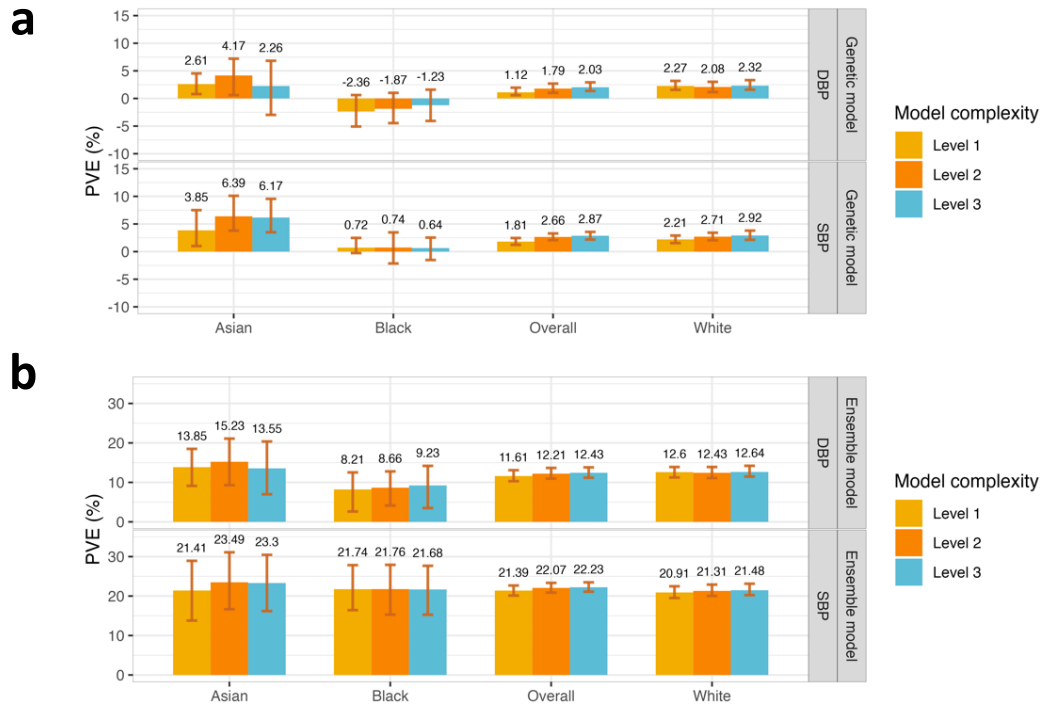 a
PVE (%)
15
10
5
0
-5
-10
2.61 4.17 2.26
-2.36 -1.87 -1.23
1.12 1.79 2.03
2.27 2.08 2.32
DBP
Genetic model
15
10
5
0
-5
-10
3.85 6.39 6.17
0.72 0.74 0.64
1.81 2.66 2.87
2.21 2.71 2.92
SBP
Genetic model
Asian Black Overall White
Model complexity
Level 1
Level 2
Level 3
b
PVE (%)
30
20
10
0
13.85 15.23 13.55
8.21 8.66 9.23
11.61 12.21 12.43
12.6 12.43 12.64
DBP
Ensemble model
30
20
10
0
21.41 23.49 23.3
21.74 21.76 21.68
21.39 22.07 22.23
20.91 21.31 21.48
SBP
Ensemble model
Asian Black Overall White
Model complexity
Level 1
Level 2
Level 3